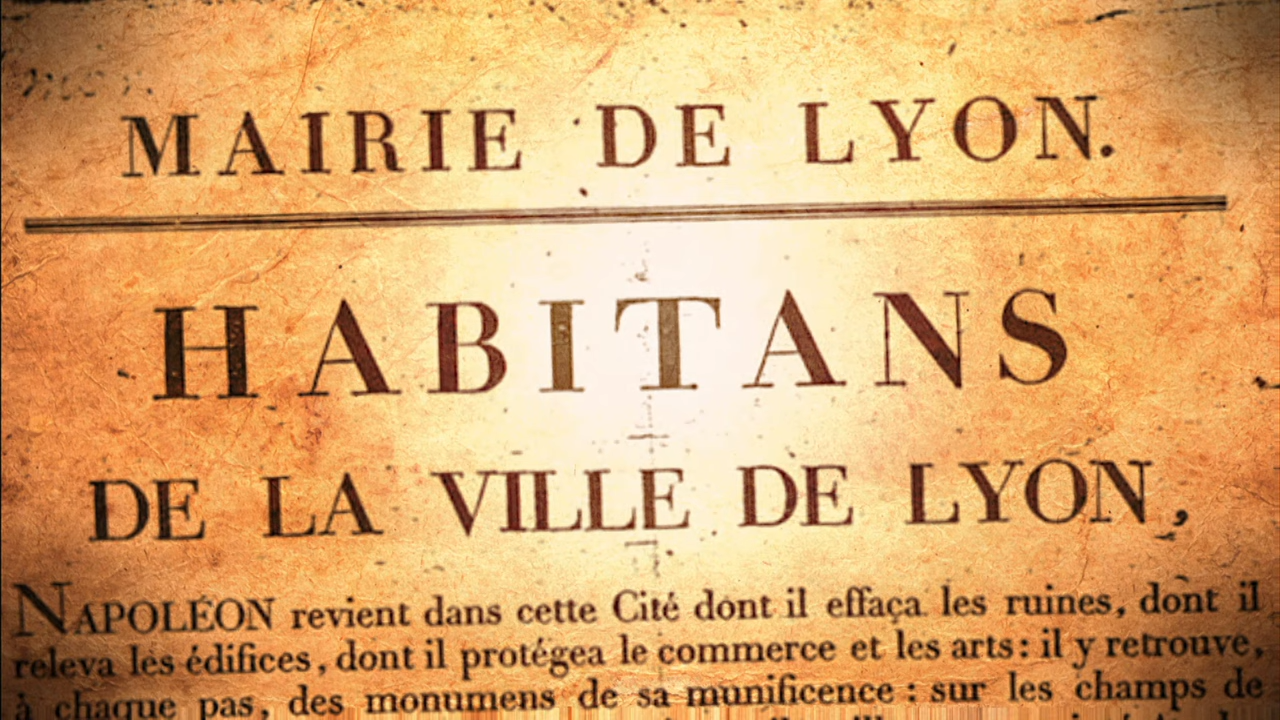 MAIRIE DE LYON.
HABITANS
DE LA VILLE DE LYON,
NAPOLÉON revient dans cette Cité dont il effaça les ruines, dont il
releva les édifices, dont il protégea le commerce et les arts : il y retrouve,
à chaque pas, des monumens de sa munificence : sur les champs de